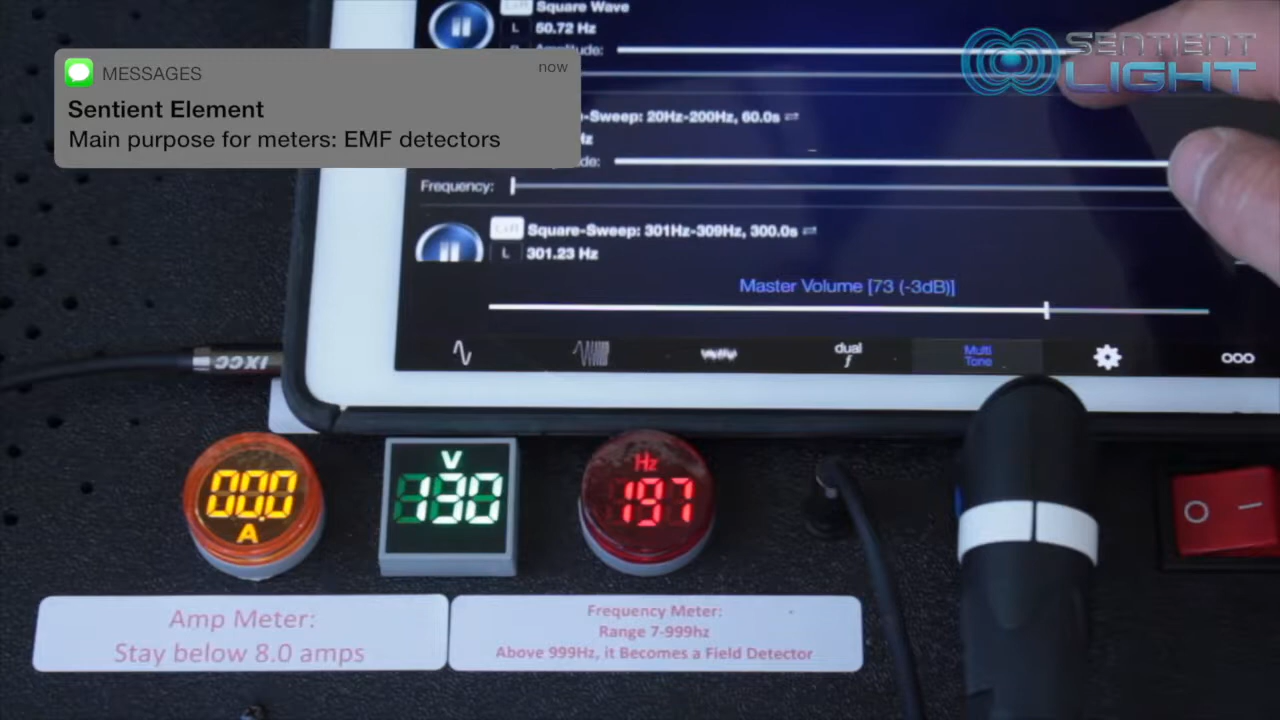 MESSAGES
now
Sentient Element
Main purpose for meters: EMF detectors
SENTIENT
LIGHT
Square Wave
L 50.72 Hz
-Sweep: 20Hz-200Hz, 60.0s
Frequency:
Square-Sweep: 301Hz-309Hz, 300.0s
L 301.23 Hz
Master Volume [73 (-3dB)]
dual
f
Multi
Tone
IXCC
00.0
A
V
130
Hz
197
Amp Meter:
Stay below 8.0 amps
Frequency Meter:
Range 7-999hz
Above 999Hz, it Becomes a Field Detector